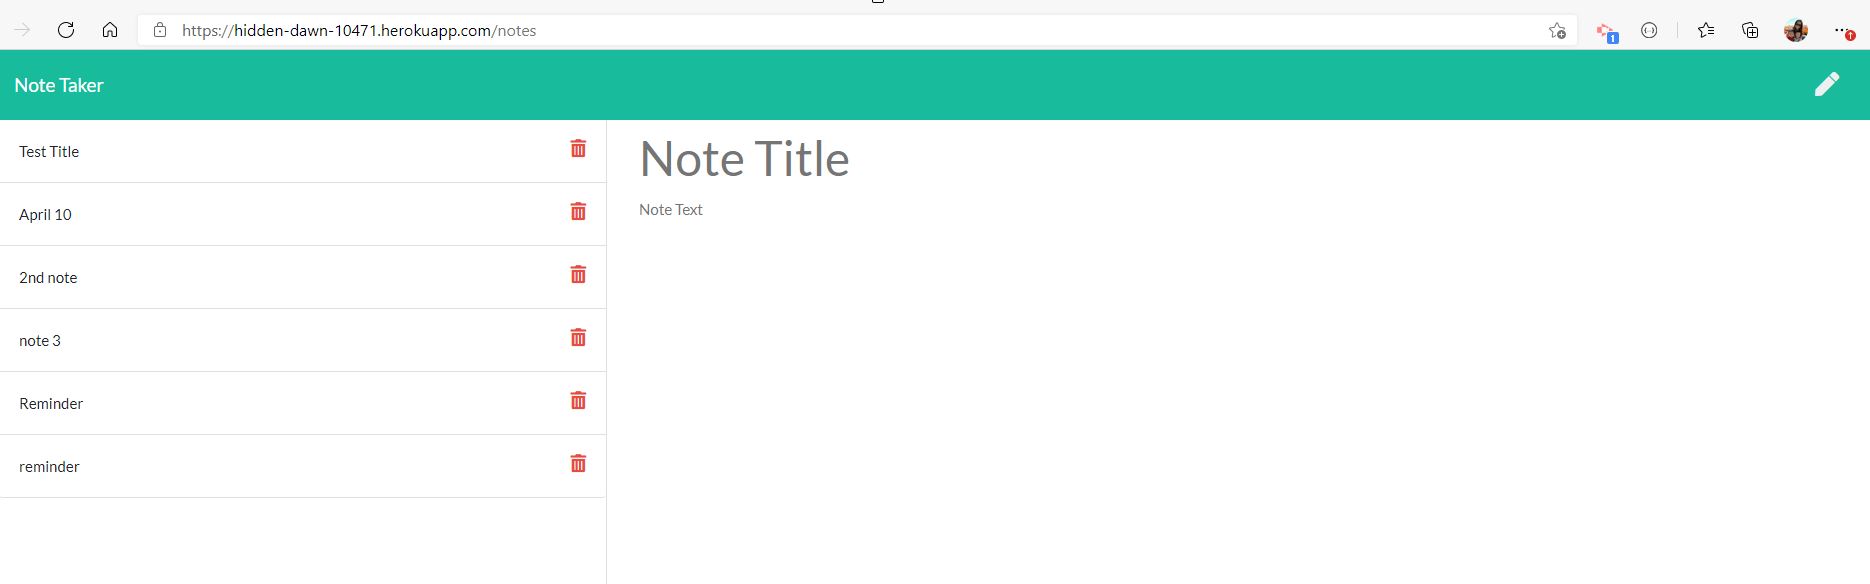 https://hidden-dawn-10471.herokuapp.com/notes
1
Note Taker
Test Title
April 10
2nd note
note 3
Reminder
reminder
Note Title
Note Text